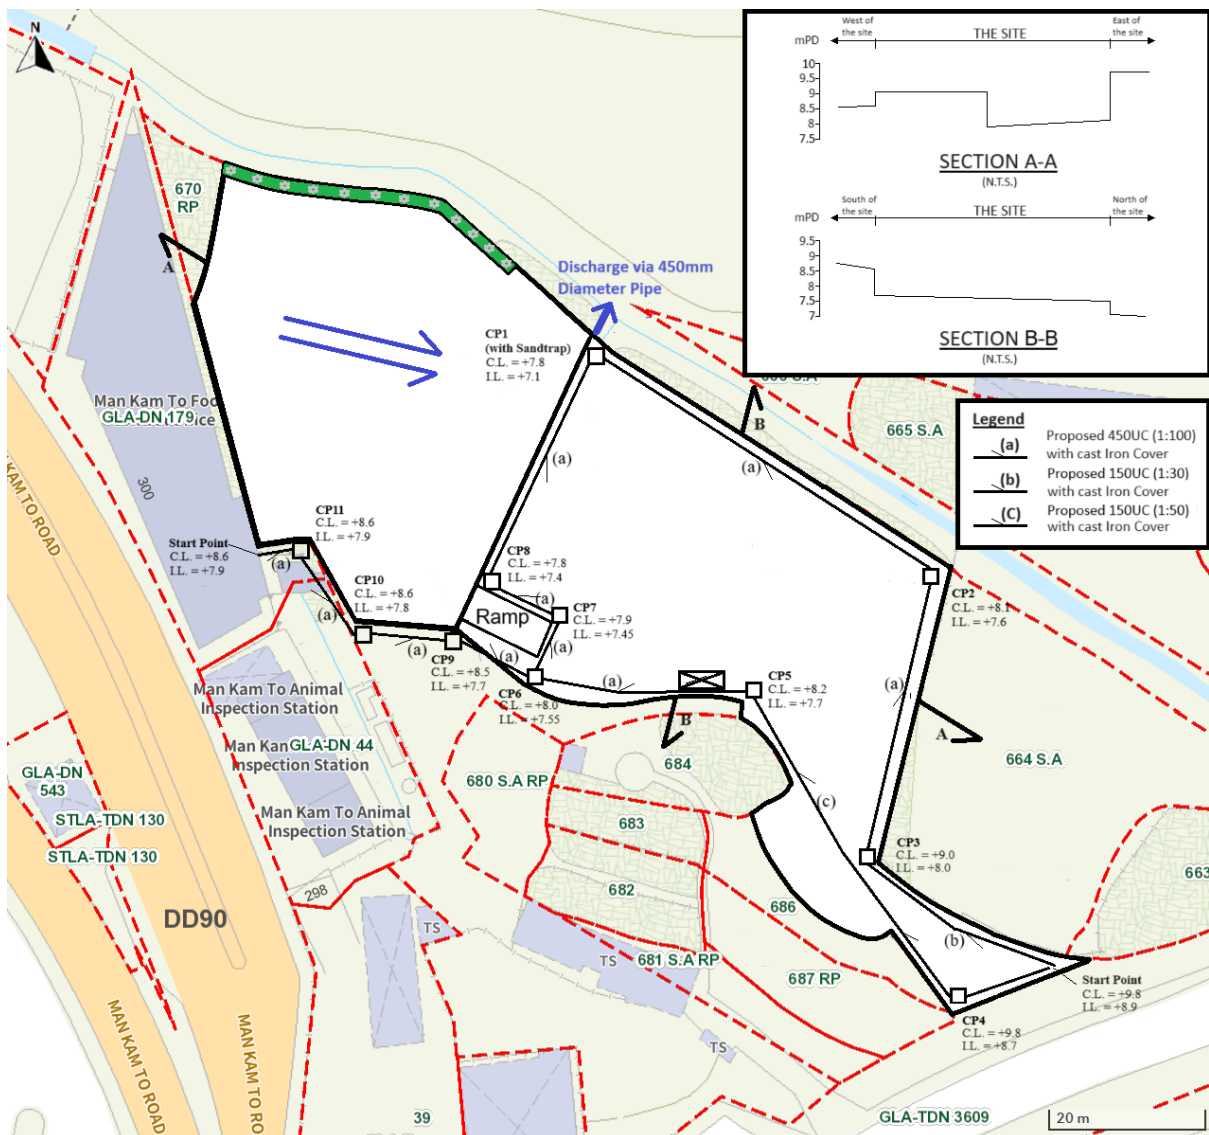 N
West of
the site
THE SITE
East of
the site
mPD
10
9.5
9
8.5
8
7.5
SECTION A-A
(N.T.S.)
South of
the site
THE SITE
North of
the site
mPD
9.5
9
8.5
8
7.5
7
SECTION B-B
(N.T.S.)
670
RP
A
Discharge via 450mm
Diameter Pipe
CP1
(with Sandtrap)
C.L. = +7.8
I.L. = +7.1
B
665 S.A
Legend
(a)
Proposed 450UC (1:100)
with cast Iron Cover
(b)
Proposed 150UC (1:30)
with cast Iron Cover
(C)
Proposed 150UC (1:50)
with cast Iron Cover
Man Kam To Foo
GLA-DN 179
300
MAN KAM TO ROAD
(a)
(a)
CP11
C.L. = +8.6
I.L. = +7.9
Start Point
C.L. = +8.6
I.L. = +7.9
(a)
CP10
C.L. = +8.6
I.L. = +7.8
(a)
(a)
CP8
C.L. = +7.8
I.L. = +7.4
(a)
Ramp
CP7
C.L. = +7.9
I.L. = +7.45
(a)
(a)
CP9
C.L. = +8.5
I.L. = +7.7
CP6
C.L. = +8.0
I.L. = +7.55
(a)
CP5
C.L. = +8.2
I.L. = +7.7
CP2
C.L. = +8.1
I.L. = +7.6
(a)
A
B
664 S.A
Man Kam To Animal
Inspection Station
Man Kam
GLA-DN 44
Inspection Station
Man Kam To Animal
Inspection Station
GLA-DN
543
STLA-TDN 130
STLA-TDN 130
680 S.A RP
684
683
682
681 S.A RP
686
687 RP
(c)
CP3
C.L. = +9.0
I.L. = +8.0
663
(b)
Start Point
C.L. = +9.8
I.L. = +8.9
CP4
C.L. = +9.8
I.L. = +8.7
298
DD90
TS
TS
TS
MAN KAM TO ROAD
MAN KAM TO RO
39
GLA-TDN 3609
20 m